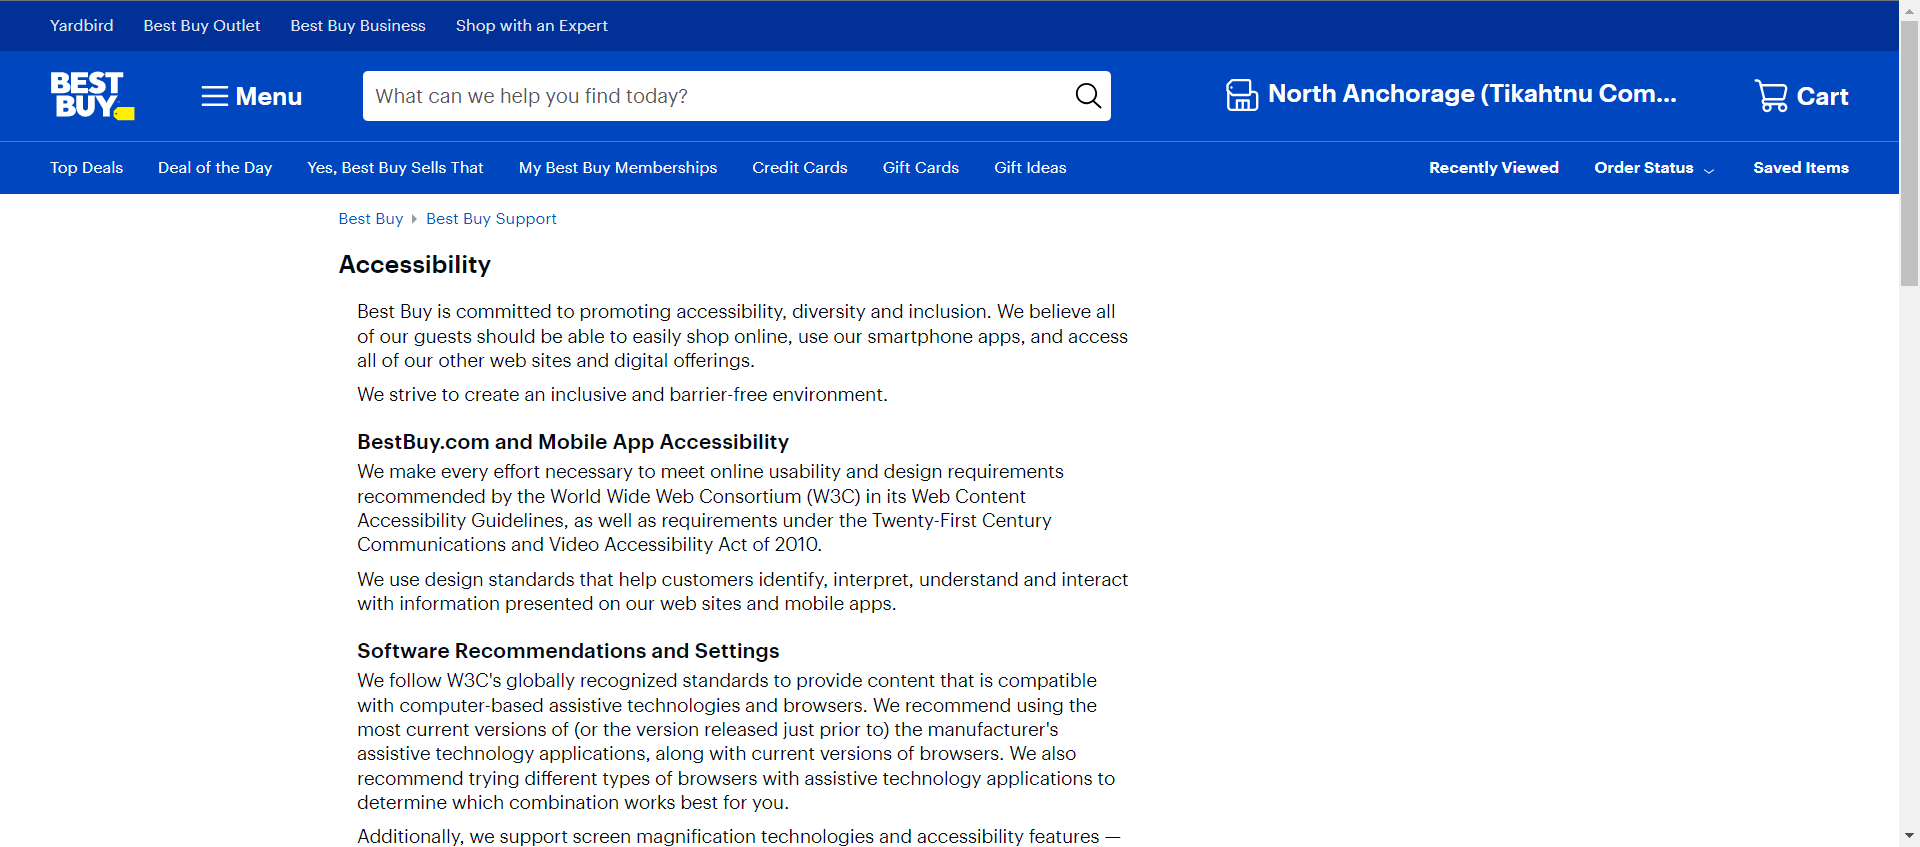 Yardbird Best Buy Outlet Best Buy Business Shop with an Expert
BEST BUY
Menu
What can we help you find today?
North Anchorage (Tikahtnu Com...
Cart
Top Deals Deal of the Day Yes, Best Buy Sells That My Best Buy Memberships Credit Cards Gift Cards Gift Ideas Recently Viewed Order Status Saved Items
Best Buy Best Buy Support
Accessibility
Best Buy is committed to promoting accessibility, diversity and inclusion. We believe all
of our guests should be able to easily shop online, use our smartphone apps, and access
all of our other web sites and digital offerings.
We strive to create an inclusive and barrier-free environment.
BestBuy.com and Mobile App Accessibility
We make every effort necessary to meet online usability and design requirements
recommended by the World Wide Web Consortium (W3C) in its Web Content
Accessibility Guidelines, as well as requirements under the Twenty-First Century
Communications and Video Accessibility Act of 2010.
We use design standards that help customers identify, interpret, understand and interact
with information presented on our web sites and mobile apps.
Software Recommendations and Settings
We follow W3C's globally recognized standards to provide content that is compatible
with computer-based assistive technologies and browsers. We recommend using the
most current versions of (or the version released just prior to) the manufacturer's
assistive technology applications, along with current versions of browsers. We also
recommend trying different types of browsers with assistive technology applications to
determine which combination works best for you.
Additionally, we support screen magnification technologies and accessibility features —